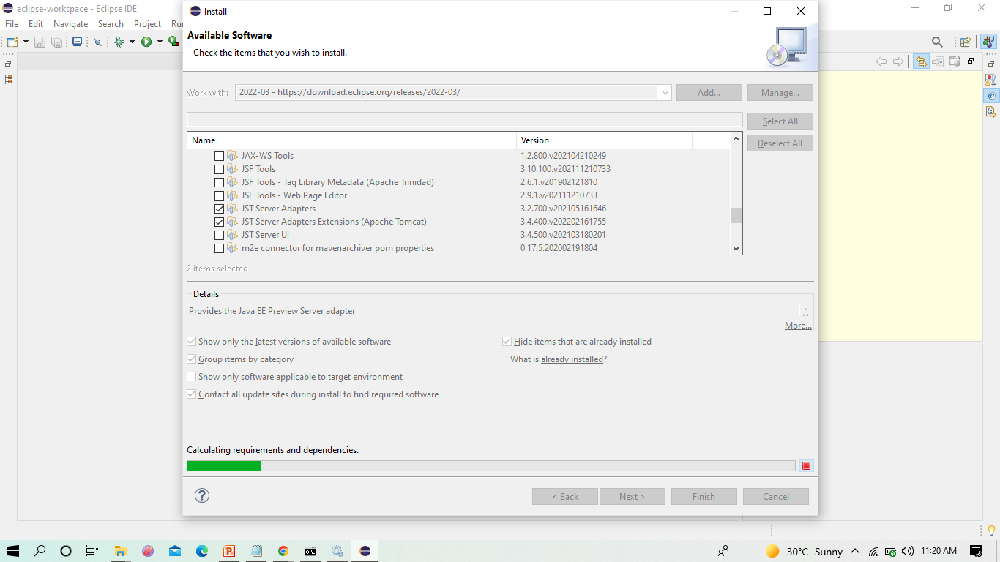 eclipse-workspace - Eclipse IDE
File Edit Navigate Search Project Ru
Install
Available Software
Check the items that you wish to install.
Work with: 2022-03 - https://download.eclipse.org/releases/2022-03/ Add... Manage...
Select All
Deselect All
Name Version
JAX-WS Tools 1.2.800.v202104210249
JSF Tools 3.10.100.v202111210733
JSF Tools - Tag Library Metadata (Apache Trinidad) 2.6.1.v201902121810
JSF Tools - Web Page Editor 2.9.1.v202111210733
JST Server Adapters 3.2.700.v202105161646
JST Server Adapters Extensions (Apache Tomcat) 3.4.400.v202202161755
JST Server UI 3.4.500.v202103180201
m2e connector for mavenarchiver pom properties 0.17.5.202002191804
2 items selected
Details
Provides the Java EE Preview Server adapter
More...
Show only the latest versions of available software Hide items that are already installed
Group items by category What is already installed?
Show only software applicable to target environment
Contact all update sites during install to find required software
Calculating requirements and dependencies.
? < Back Next > Finish Cancel
30°C Sunny 11:20 AM